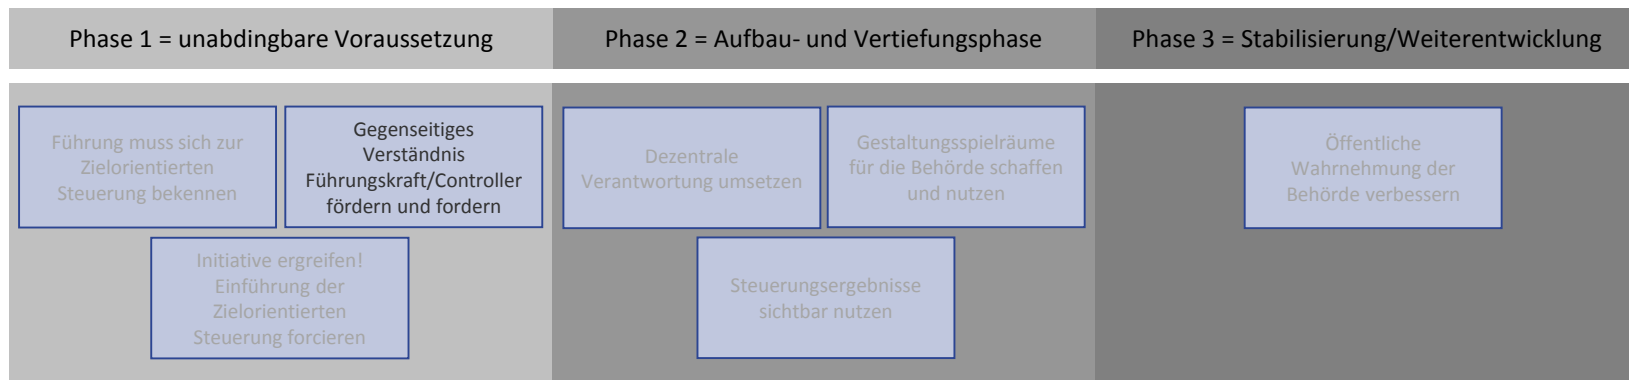 Phase 1 = unabdingbare Voraussetzung
Phase 2 = Aufbau- und Vertiefungsphase
Phase 3 = Stabilisierung/Weiterentwicklung
Führung muss sich zur
Zielorientierten
Steuerung bekennen
Gegenseitiges
Verständnis
Führungskraft/Controller
fördern und fordern
Initiative ergreifen!
Einführung der
Zielorientierten
Steuerung forcieren
Dezentrale
Verantwortung umsetzen
Gestaltungsspielräume
für die Behörde schaffen
und nutzen
Steuerungsergebnisse
sichtbar nutzen
Öffentliche
Wahrnehmung der
Behörde verbessern